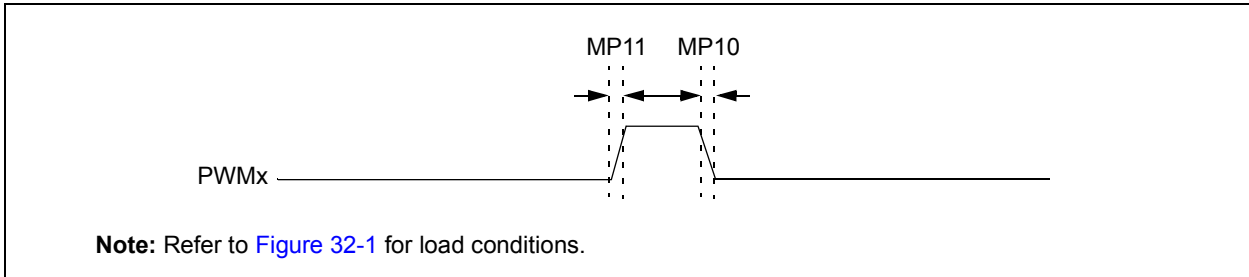 MP11 MP10
PWMx
Note: Refer to Figure 32-1 for load conditions.